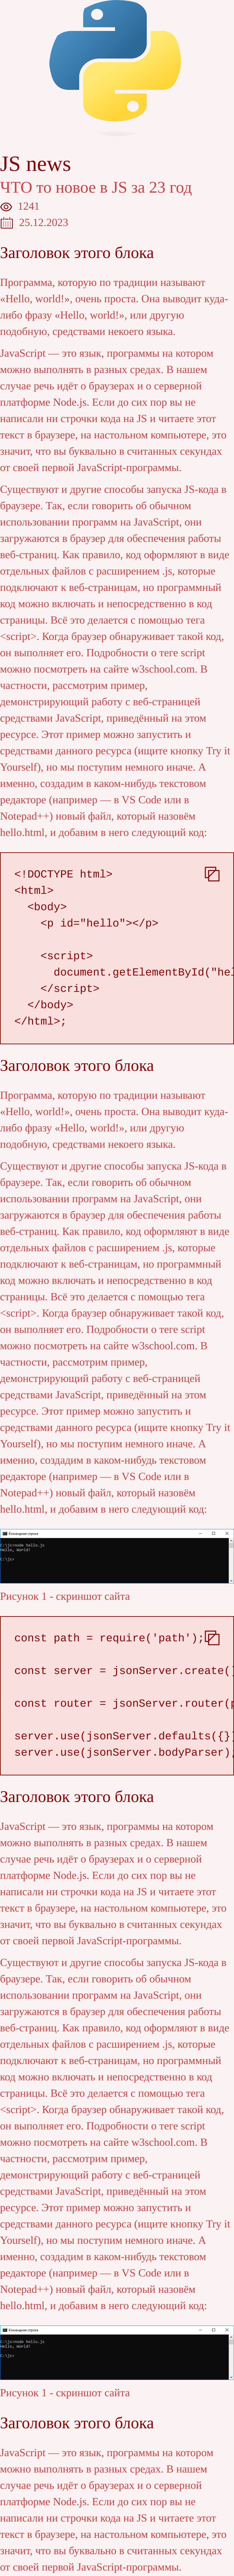 JS news
ЧТО то новое в JS за 23 год
1241
25.12.2023
Заголовок этого блока
Программа, которую по традиции называют
«Hello, world!», очень проста. Она выводит куда-
либо фразу «Hello, world!», или другую
подобную, средствами некоего языка.
JavaScript — это язык, программы на котором
можно выполнять в разных средах. В нашем
случае речь идёт о браузерах и о серверной
платформе Node.js. Если до сих пор вы не
написали ни строчки кода на JS и читаете этот
текст в браузере, на настольном компьютере, это
значит, что вы буквально в считанных секундах
от своей первой JavaScript-программы.
Существуют и другие способы запуска JS-кода в
браузере. Так, если говорить об обычном
использовании программ на JavaScript, они
загружаются в браузер для обеспечения работы
веб-страниц. Как правило, код оформляют в виде
отдельных файлов с расширением .js, которые
подключают к веб-страницам, но программный
код можно включать и непосредственно в код
страницы. Всё это делается с помощью тега
<script>. Когда браузер обнаруживает такой код,
он выполняет его. Подробности о теге script
можно посмотреть на сайте w3school.com. В
частности, рассмотрим пример,
демонстрирующий работу с веб-страницей
средствами JavaScript, приведённый на этом
ресурсе. Этот пример можно запустить и
средствами данного ресурса (ищите кнопку Try it
Yourself), но мы поступим немного иначе. А
именно, создадим в каком-нибудь текстовом
редакторе (например — в VS Code или в
Notepad++) новый файл, который назовём
hello.html, и добавим в него следующий код:
<!DOCTYPE html>
<html>
<body>
<p id="hello"></p>
<script>
document.getElementById("hel
</script>
</body>
</html>;
Заголовок этого блока
Программа, которую по традиции называют
«Hello, world!», очень проста. Она выводит куда-
либо фразу «Hello, world!», или другую
подобную, средствами некоего языка.
Существуют и другие способы запуска JS-кода в
браузере. Так, если говорить об обычном
использовании программ на JavaScript, они
загружаются в браузер для обеспечения работы
веб-страниц. Как правило, код оформляют в виде
отдельных файлов с расширением .js, которые
подключают к веб-страницам, но программный
код можно включать и непосредственно в код
страницы. Всё это делается с помощью тега
<script>. Когда браузер обнаруживает такой код,
он выполняет его. Подробности о теге script
можно посмотреть на сайте w3school.com. В
частности, рассмотрим пример,
демонстрирующий работу с веб-страницей
средствами JavaScript, приведённый на этом
ресурсе. Этот пример можно запустить и
средствами данного ресурса (ищите кнопку Try it
Yourself), но мы поступим немного иначе. А
именно, создадим в каком-нибудь текстовом
редакторе (например — в VS Code или в
Notepad++) новый файл, который назовём
hello.html, и добавим в него следующий код:
Командная строка
C:\js>node hello.js
Hello, World!
C:\js>
Рисунок 1 - скриншот сайта
const path = require('path');
const server = jsonServer.create()
const router = jsonServer.router(p
server.use(jsonServer.defaults({})
server.use(jsonServer.bodyParser)
Заголовок этого блока
JavaScript — это язык, программы на котором
можно выполнять в разных средах. В нашем
случае речь идёт о браузерах и о серверной
платформе Node.js. Если до сих пор вы не
написали ни строчки кода на JS и читаете этот
текст в браузере, на настольном компьютере, это
значит, что вы буквально в считанных секундах
от своей первой JavaScript-программы.
Существуют и другие способы запуска JS-кода в
браузере. Так, если говорить об обычном
использовании программ на JavaScript, они
загружаются в браузер для обеспечения работы
веб-страниц. Как правило, код оформляют в виде
отдельных файлов с расширением .js, которые
подключают к веб-страницам, но программный
код можно включать и непосредственно в код
страницы. Всё это делается с помощью тега
<script>. Когда браузер обнаруживает такой код,
он выполняет его. Подробности о теге script
можно посмотреть на сайте w3school.com. В
частности, рассмотрим пример,
демонстрирующий работу с веб-страницей
средствами JavaScript, приведённый на этом
ресурсе. Этот пример можно запустить и
средствами данного ресурса (ищите кнопку Try it
Yourself), но мы поступим немного иначе. А
именно, создадим в каком-нибудь текстовом
редакторе (например — в VS Code или в
Notepad++) новый файл, который назовём
hello.html, и добавим в него следующий код:
Командная строка
C:\js>node hello.js
Hello, World!
C:\js>
Рисунок 1 - скриншот сайта
Заголовок этого блока
JavaScript — это язык, программы на котором
можно выполнять в разных средах. В нашем
случае речь идёт о браузерах и о серверной
платформе Node.js. Если до сих пор вы не
написали ни строчки кода на JS и читаете этот
текст в браузере, на настольном компьютере, это
значит, что вы буквально в считанных секундах
от своей первой JavaScript-программы.